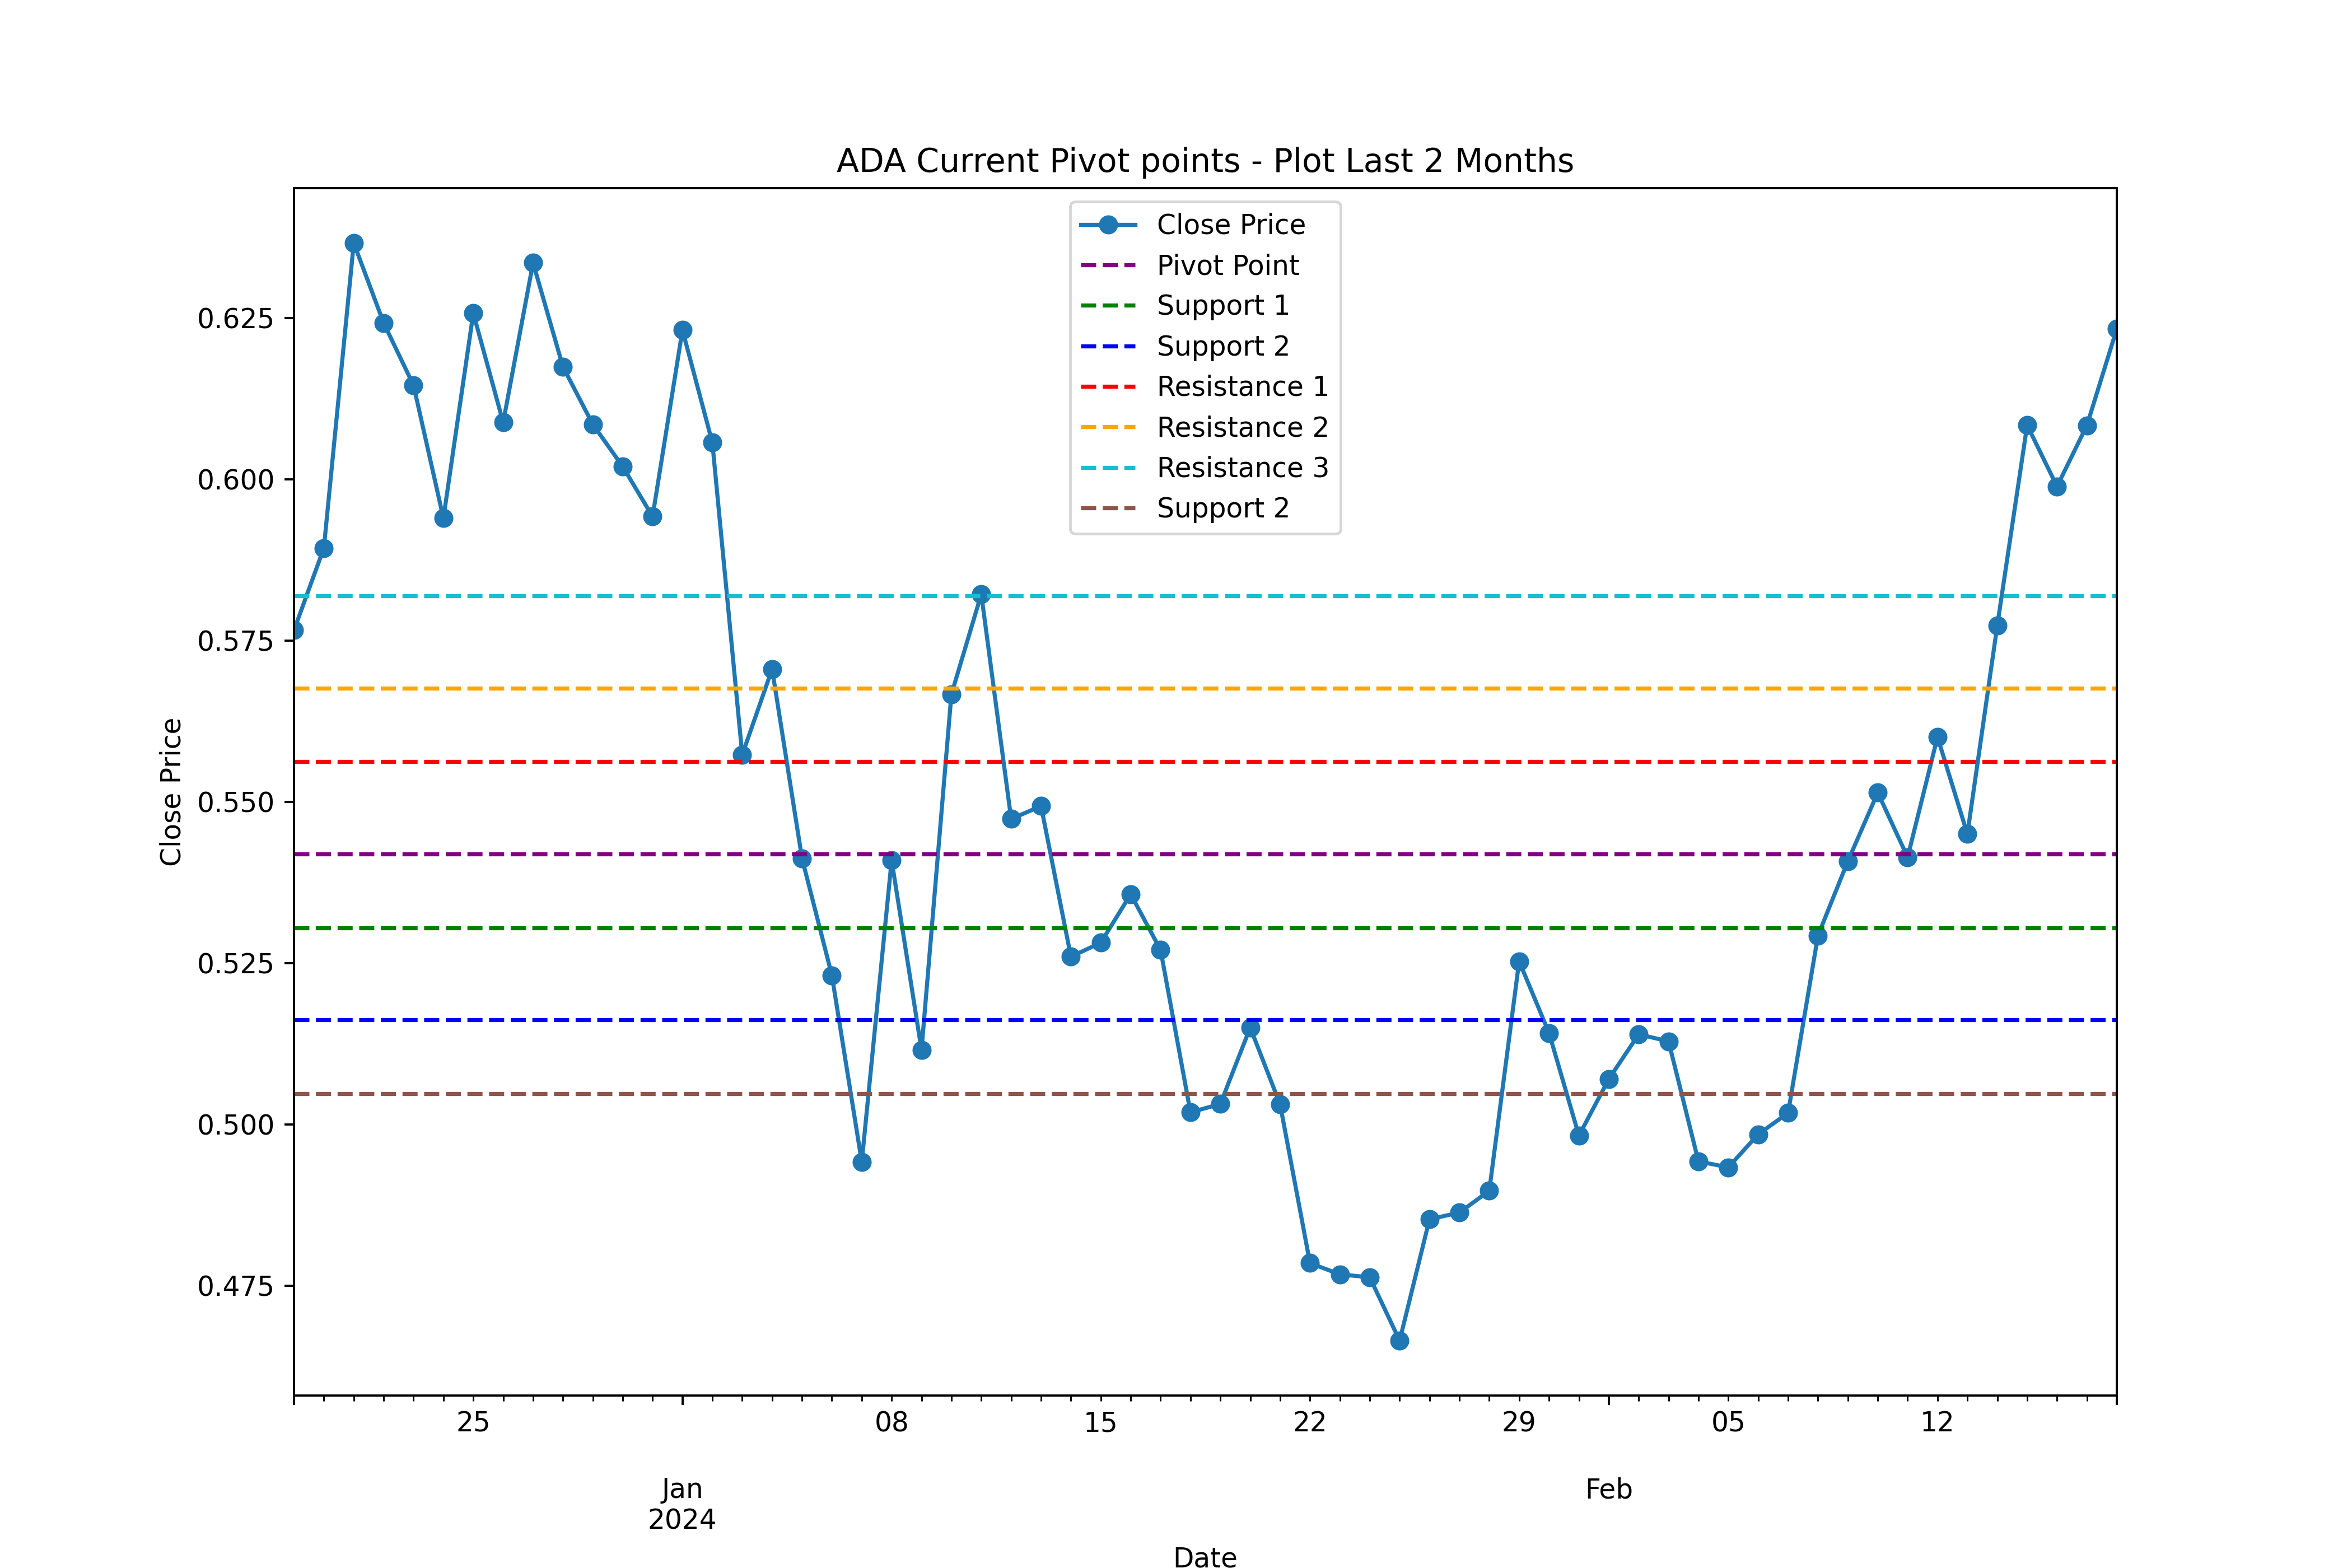 ADA Current Pivot points - Plot Last 2 Months
Close Price
Pivot Point
Support 1
Support 2
Resistance 1
Resistance 2
Resistance 3
Support 2
0.625
0.600
0.575
0.550
0.525
0.500
0.475
Close Price
25
08
15
22
29
05
12
Jan
2024
Feb
Date